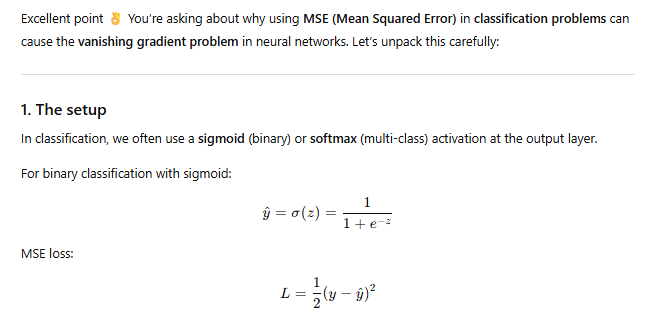 Excellent point 👌 You're asking about why using MSE (Mean Squared Error) in classification problems can
cause the vanishing gradient problem in neural networks. Let's unpack this carefully:
1. The setup
In classification, we often use a sigmoid (binary) or softmax (multi-class) activation at the output layer.
For binary classification with sigmoid:
ŷ = σ(z) = 1 / (1 + e^{-z})
MSE loss:
L = 1/2 (y − ŷ)²